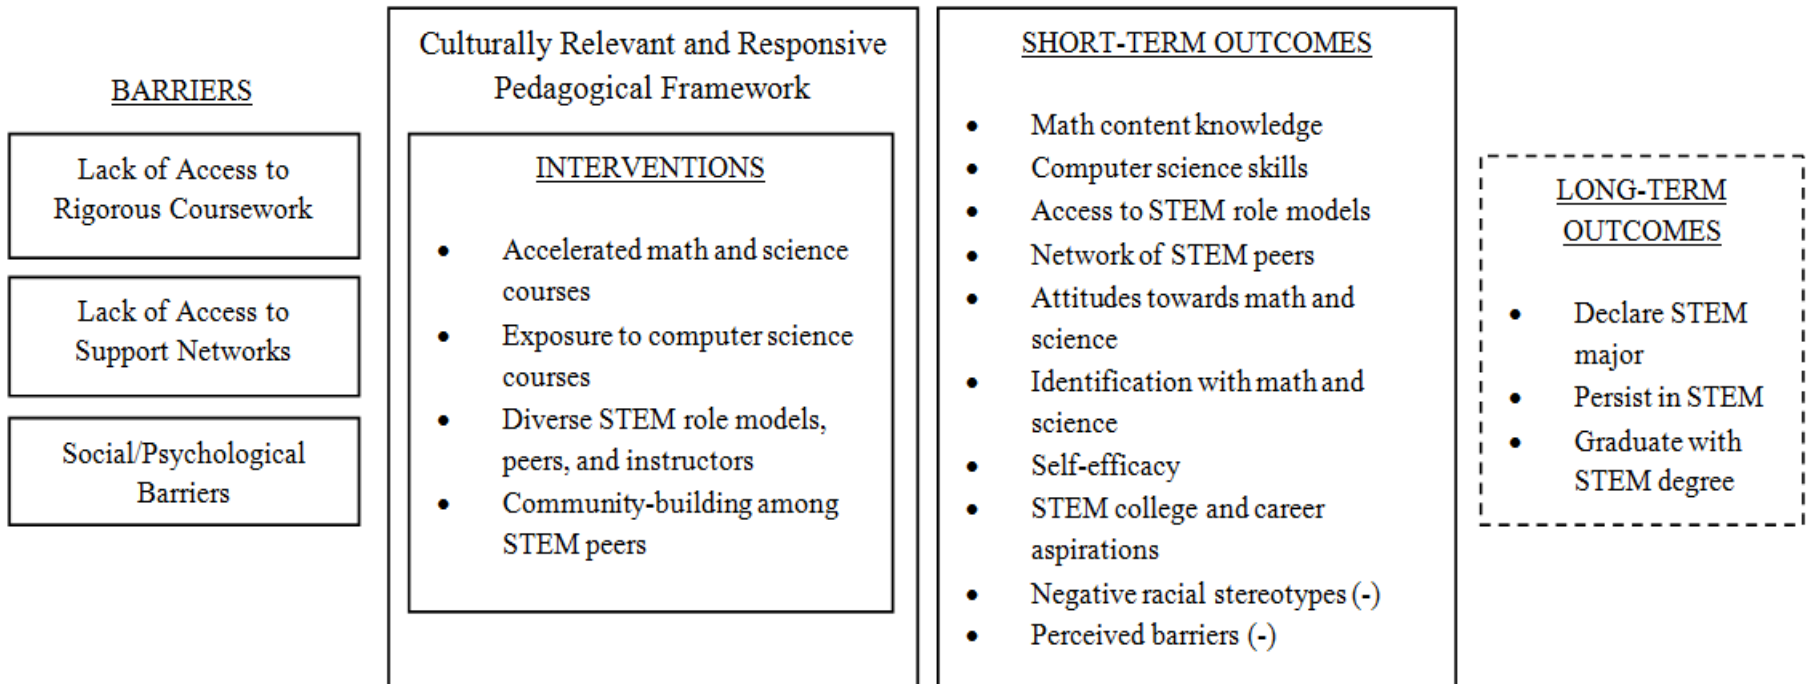 BARRIERS
Lack of Access to
Rigorous Coursework
Lack of Access to
Support Networks
Social/Psychological
Barriers
Culturally Relevant and Responsive
Pedagogical Framework
INTERVENTIONS
• Accelerated math and science
courses
• Exposure to computer science
courses
• Diverse STEM role models,
peers, and instructors
• Community-building among
STEM peers
SHORT-TERM OUTCOMES
• Math content knowledge
• Computer science skills
• Access to STEM role models
• Network of STEM peers
• Attitudes towards math and
science
• Identification with math and
science
• Self-efficacy
• STEM college and career
aspirations
• Negative racial stereotypes (-)
• Perceived barriers (-)
LONG-TERM
OUTCOMES
• Declare STEM
major
• Persist in STEM
• Graduate with
STEM degree